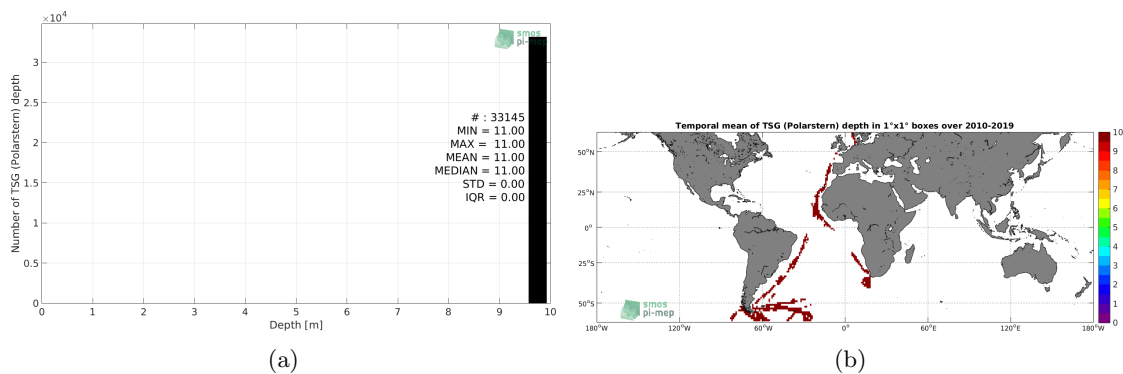 ×10⁴
smos
pi-mep
3
2.5
2
1.5
1
0.5
0
Number of TSG (Polarstern) depth
# : 33145
MIN = 11.00
MAX = 11.00
MEAN = 11.00
MEDIAN = 11.00
STD = 0.00
IQR = 0.00
0 1 2 3 4 5 6 7 8 9 10
Depth [m]
(a)
Temporal mean of TSG (Polarstern) depth in 1°x1° boxes over 2010-2019
50°N
25°N
0°
25°S
50°S
smos
pi-mep
180°W 120°W 60°W 0° 60°E 120°E 180°E
10
9
8
7
6
5
4
3
2
1
0
(b)